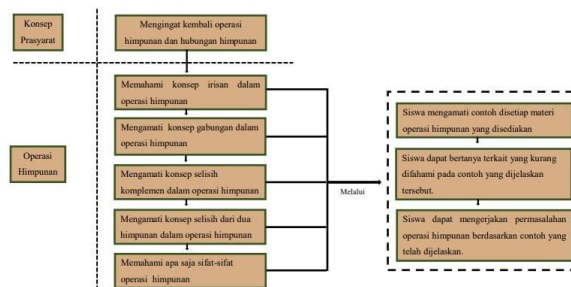 Konsep
Prasyarat
Mengingat kembali operasi
himpunan dan hubungan himpunan
Operasi
Himpunan
Memahami konsep irisan dalam
operasi himpunan
Mengamati konsep gabungan dalam
operasi himpunan
Mengamati konsep selisih
komplemen dalam operasi himpunan
Mengamati konsep selisih dari dua
himpunan dalam operasi himpunan
Memahami apa saja sifat-sifat
operasi himpunan
Melalui
Siswa mengamati contoh disetiap materi
operasi himpunan yang disediakan
Siswa dapat bertanya terkait yang kurang
difahami pada contoh yang dijelaskan
tersebut.
Siswa dapat mengerjakan permasalahan
operasi himpunan berdasarkan contoh yang
telah dijelaskan.